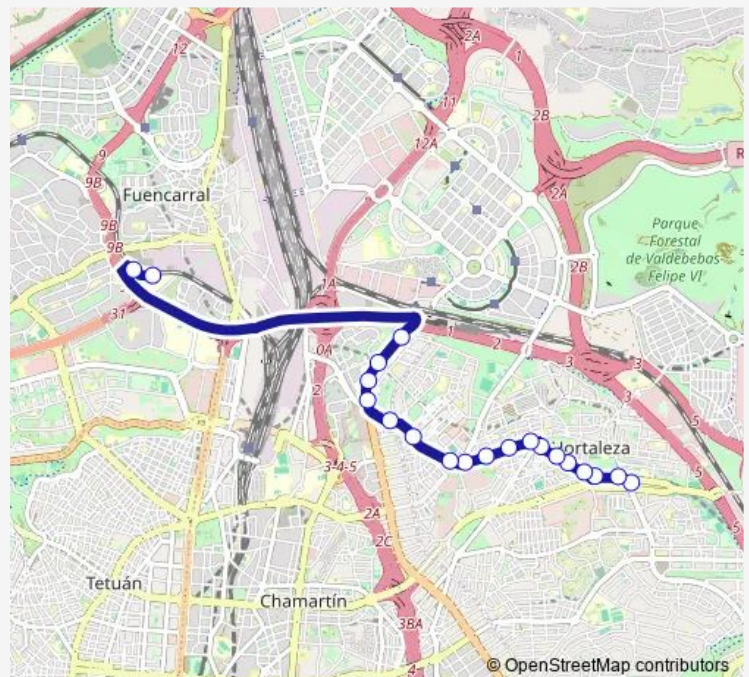 2A
1
12
11
2B
12A
R
9
2A
9B
Fuencarral
9B
Parque
Forestal
de Valdebebas
Felipe VI
9B
2B
1A
31
1
2
3
3
0A
3
2
5
Hortaleza
3-4-5
5
2A
5
2C
Tetuán
Chamartín
3BA
4
© OpenStreetMap contributors